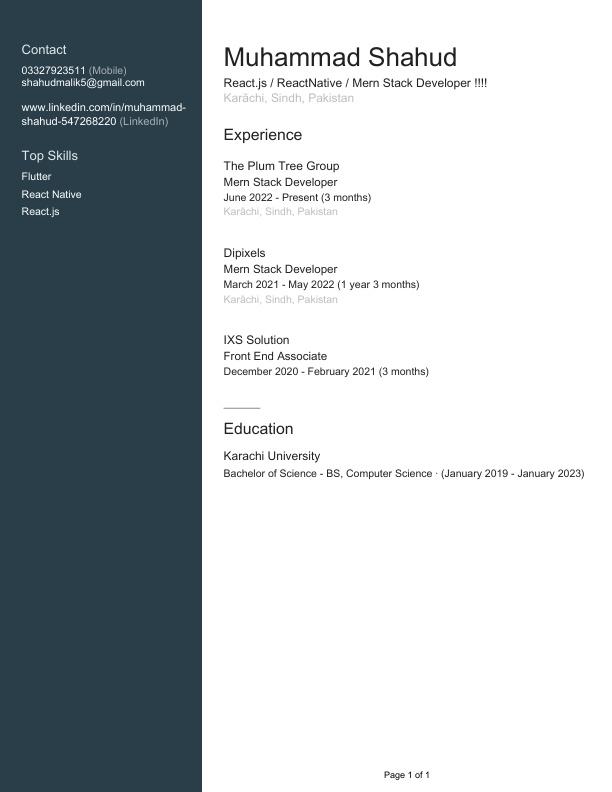 Contact
03327923511 (Mobile)
shahudmalik5@gmail.com
www.linkedin.com/in/muhammad-
shahud-547268220 (LinkedIn)
Top Skills
Flutter
React Native
React.js
Muhammad Shahud
React.js / ReactNative / Mern Stack Developer !!!!
Karāchi, Sindh, Pakistan
Experience
The Plum Tree Group
Mern Stack Developer
June 2022 - Present (3 months)
Karāchi, Sindh, Pakistan
Dipixels
Mern Stack Developer
March 2021 - May 2022 (1 year 3 months)
Karāchi, Sindh, Pakistan
IXS Solution
Front End Associate
December 2020 - February 2021 (3 months)
Education
Karachi University
Bachelor of Science - BS, Computer Science · (January 2019 - January 2023)
Page 1 of 1